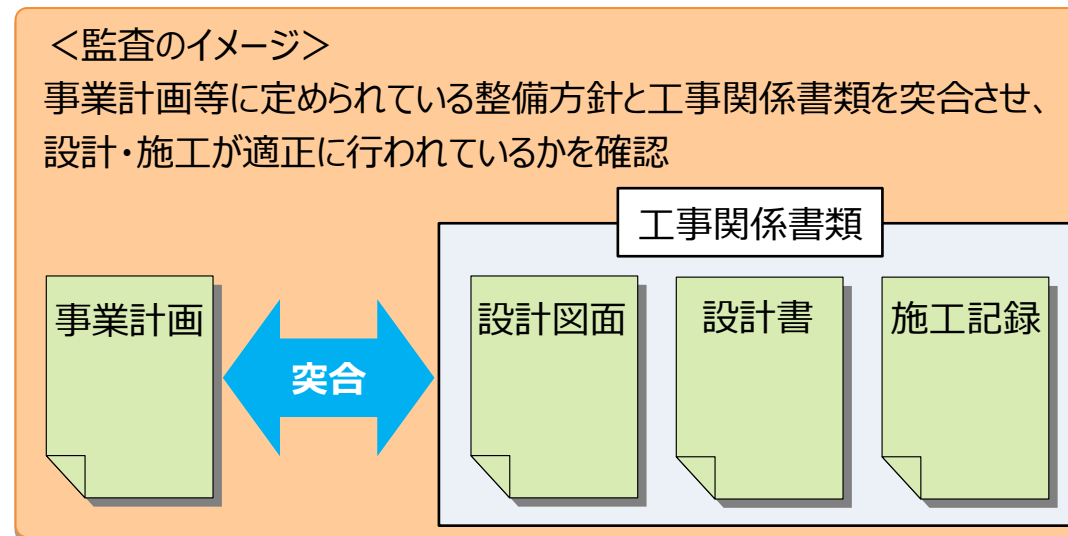 ＜監査のイメージ＞
事業計画等に定められている整備方針と工事関係書類を突合させ、
設計・施工が適正に行われているかを確認
工事関係書類
事業計画
突合
設計図面
設計書
施工記録